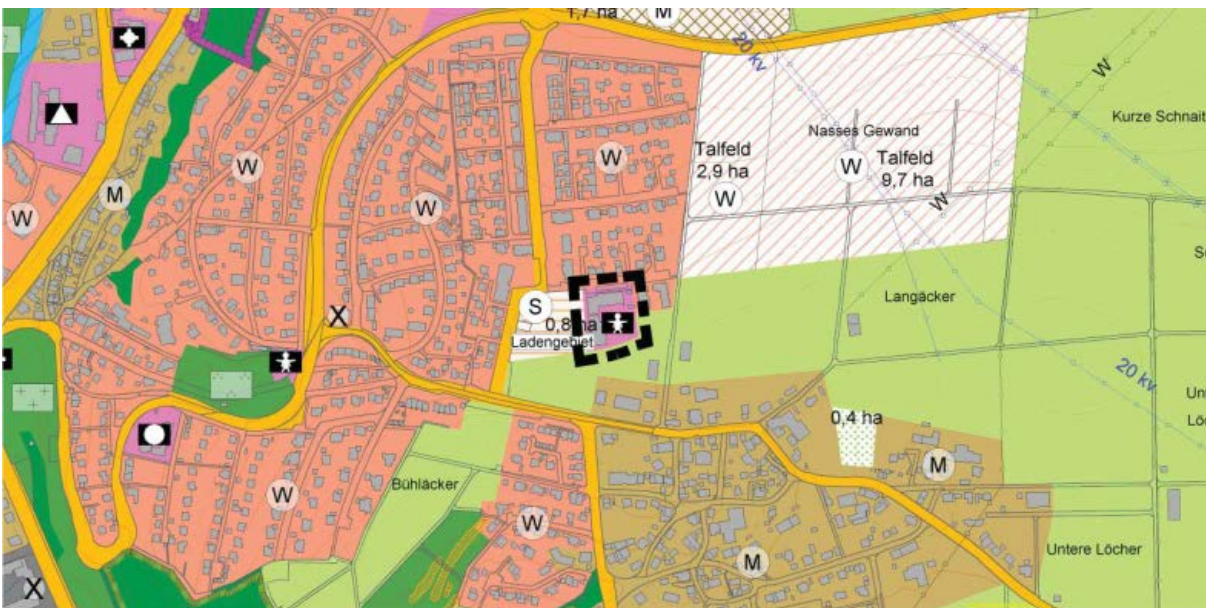 1,7 ha
M
20 kv
W
Kurze Schnait
Nasses Gewand
Talfeld
2,9 ha
W
W
Talfeld
9,7 ha
W
W
W
M
W
W
W
S
0,8 ha
Ladengebiet
Langäcker
X
20 kv
0,4 ha
M
Bühläcker
W
W
M
Untere Löcher
X